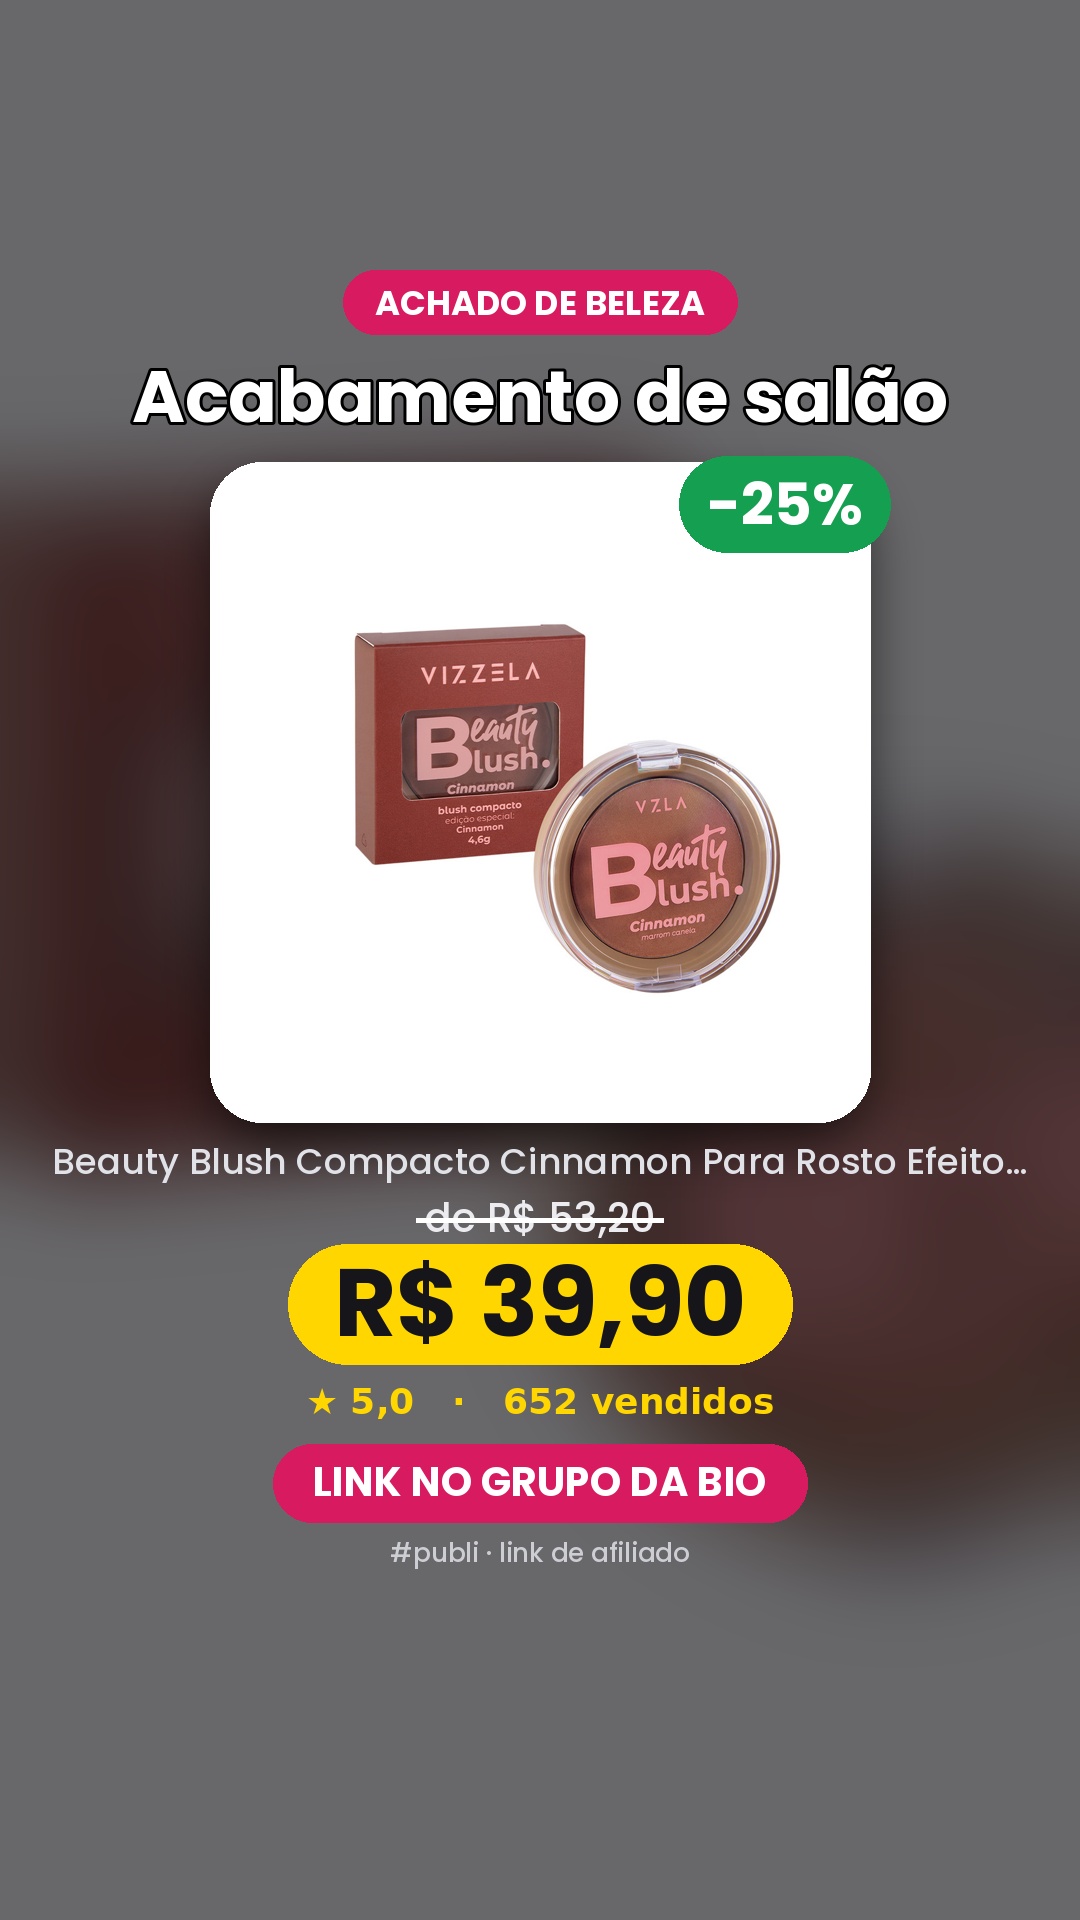 ACHADO DE BELEZA
Acabamento de salão
-25%
VIZZELA
Beauty
Blush.
Cinnamon
blush compacto
edição especial:
Cinnamon
4,6g
VZLA
Beauty
Blush.
Cinnamon
marrom canela
Beauty Blush Compacto Cinnamon Para Rosto Efeito...
de R$ 53,20
R$ 39,90
★ 5,0 · 652 vendidos
LINK NO GRUPO DA BIO
#publi · link de afiliado